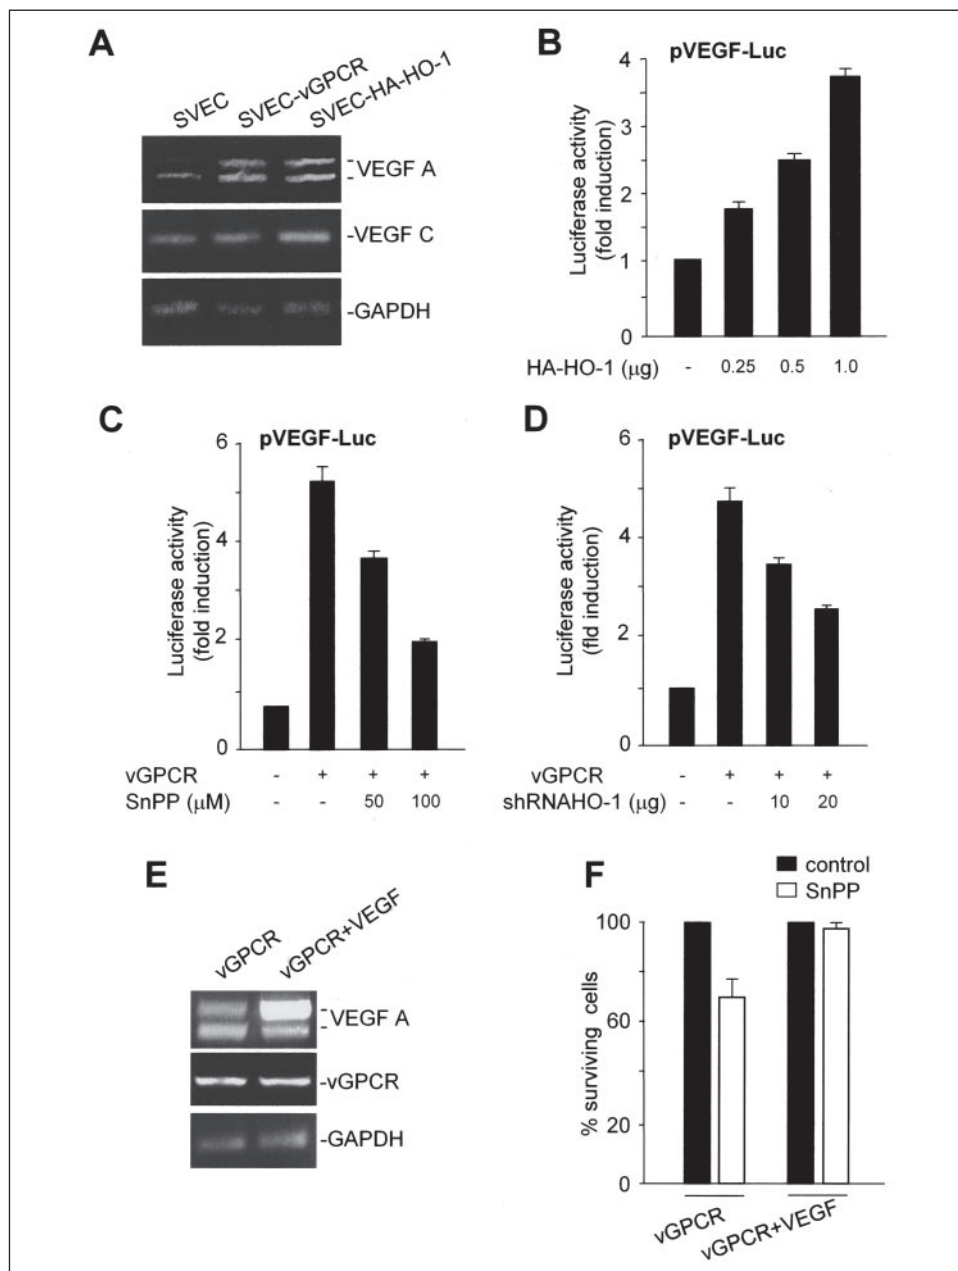 A
SVEC
SVEC-vGPCR
SVEC-HA-HO-1
VEGF A
-VEGF C
-GAPDH
B
pVEGF-Luc
Luciferase activity
(fold induction)
4
3
2
1
0
HA-HO-1 (μg) - 0.25 0.5 1.0
C
pVEGF-Luc
Luciferase activity
(fold induction)
6
4
2
0
vGPCR - + + +
SnPP (μM) - - 50 100
D
pVEGF-Luc
Luciferase activity
(fld induction)
6
4
2
0
vGPCR - + + +
shRNAHO-1 (μg) - - 10 20
E
vGPCR
vGPCR+VEGF
VEGF A
-vGPCR
-GAPDH
F
control
SnPP
% surviving cells
100
60
20
0
vGPCR
vGPCR+VEGF